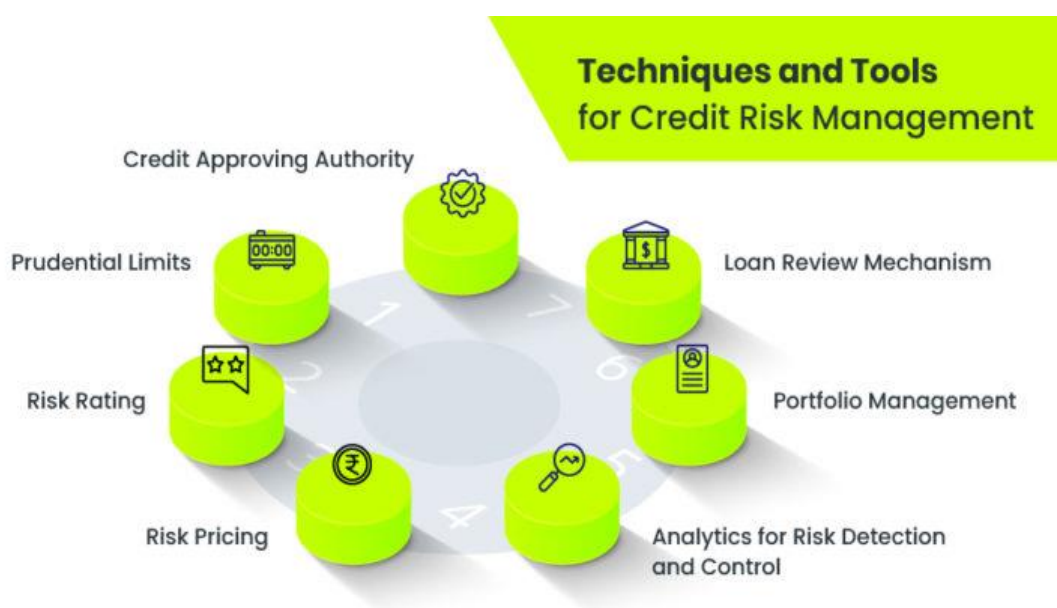 Techniques and Tools
for Credit Risk Management
Credit Approving Authority
00:00
Prudential Limits
$
Loan Review Mechanism
1
7
2
6
Risk Rating
Portfolio Management
3
5
₹
4
Risk Pricing
Analytics for Risk Detection
and Control